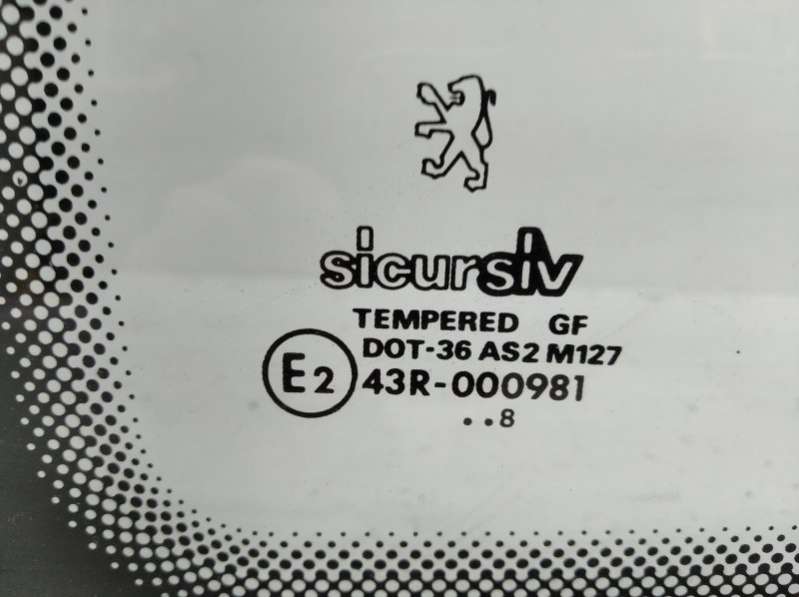 sicursiv
TEMPERED GF
DOT-36 AS2 M127
E2 43R-000981
..8